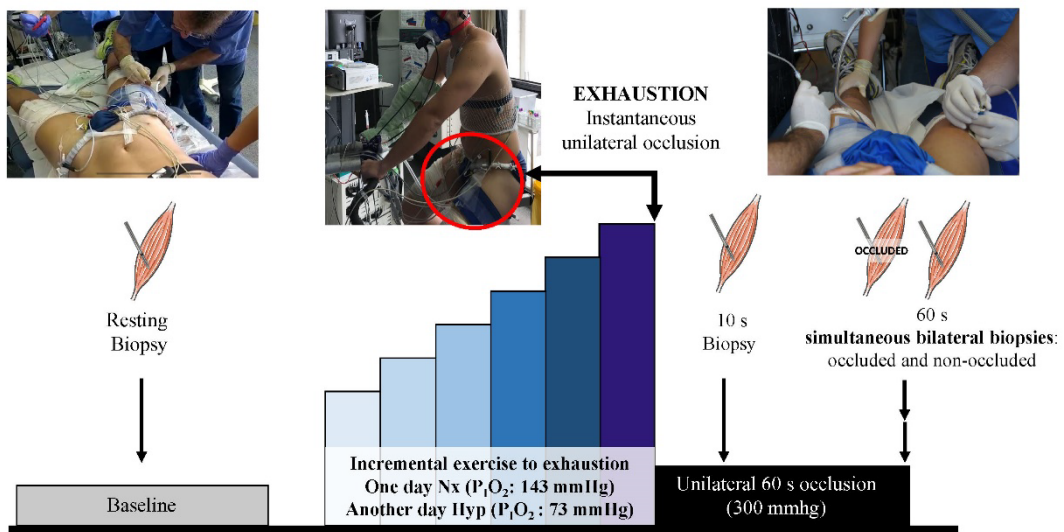 EXHAUSTION
Instantaneous
unilateral occlusion
OCCLUDED
Resting
Biopsy
10 s
Biopsy
60 s
simultaneous bilateral biopsies:
occluded and non-occluded
Baseline
Incremental exercise to exhaustion
One day Nx (PIO2: 143 mmHg)
Another day Hyp (PIO2 : 73 mmHg)
Unilateral 60 s occlusion
(300 mmhg)